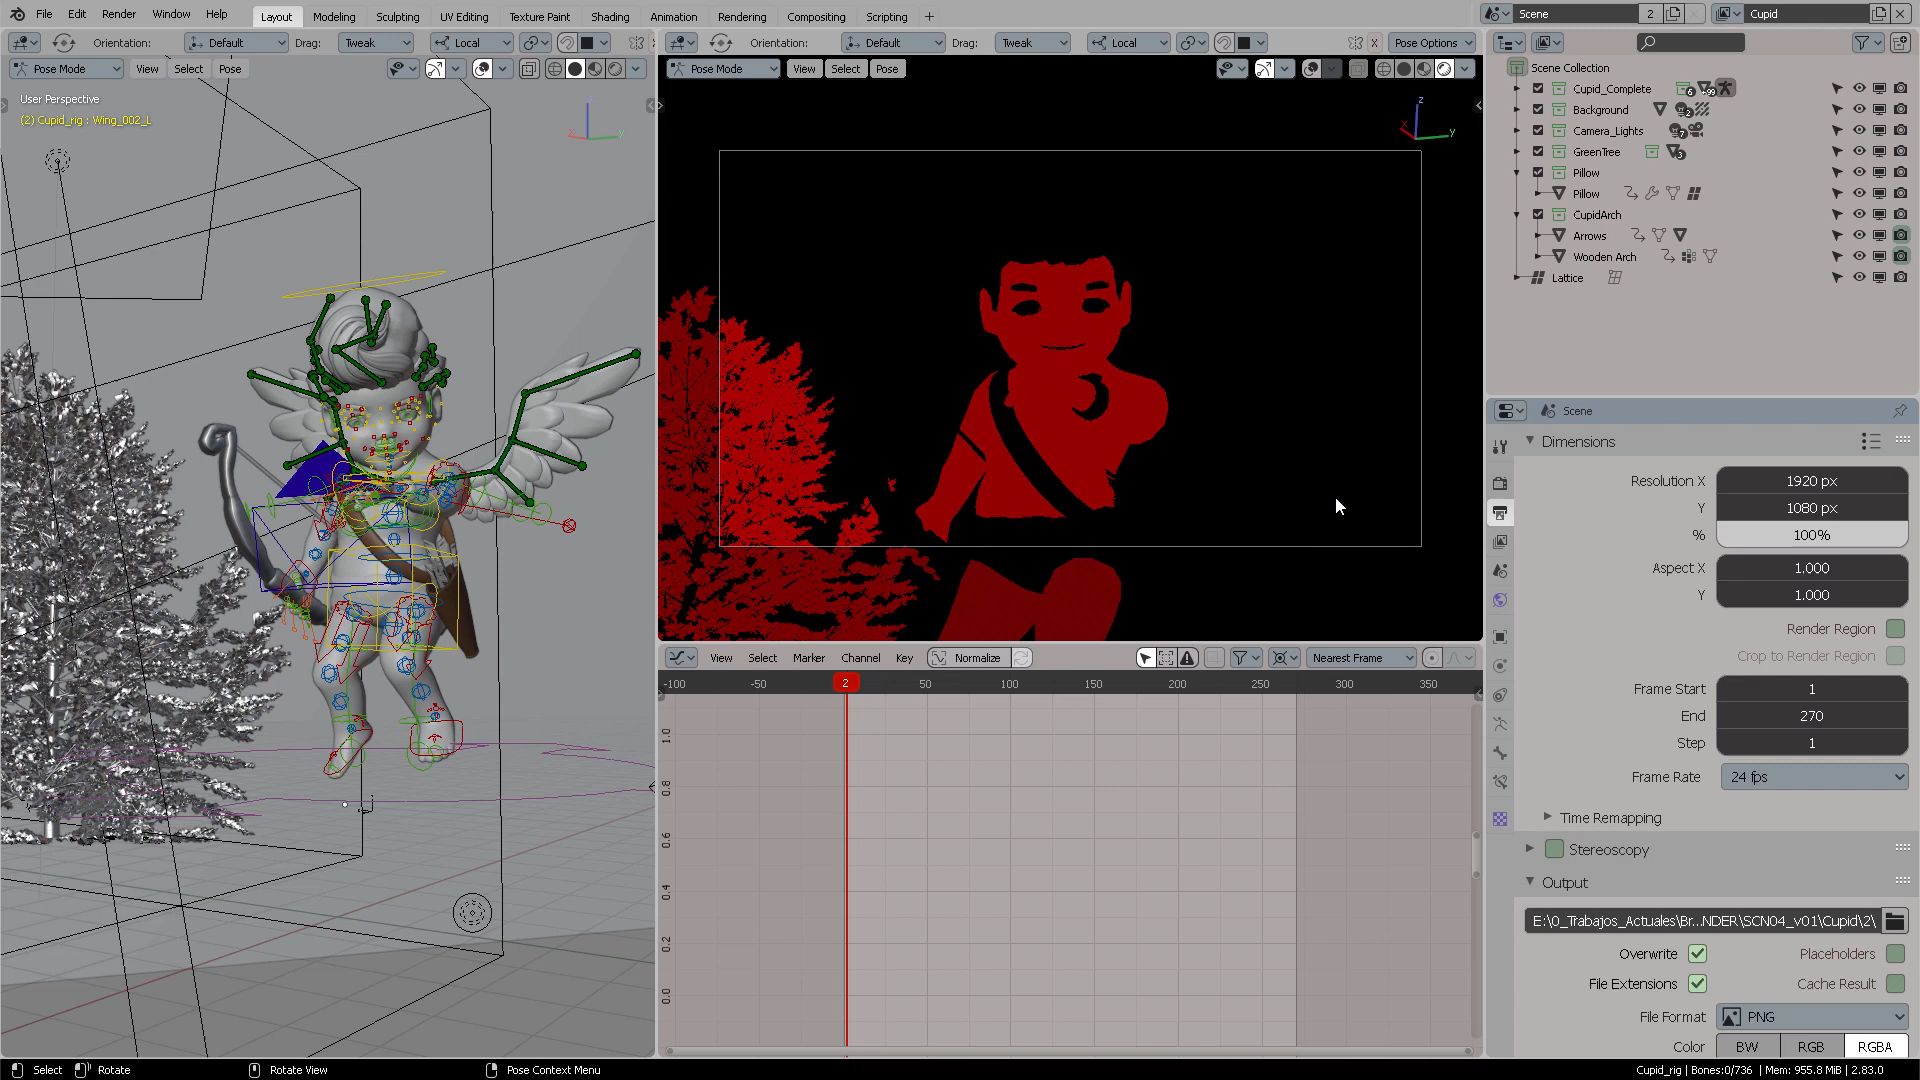 File Edit Render Window Help Layout Modeling Sculpting UV Editing Texture Paint Shading Animation Rendering Compositing Scripting + Scene 2 Cupid
Orientation: Default Drag: Tweak Local Orientation: Default Drag: Tweak Local X Pose Options
Pose Mode View Select Pose Pose Mode View Select Pose
User Perspective
(2) Cupid_rig : Wing_002_L
z
x y
Scene Collection
Cupid_Complete 6 +99
Background 2
Camera_Lights 7
GreenTree 3
Pillow
Pillow
CupidArch
Arrows
Wooden Arch
Lattice
Scene
Dimensions
Resolution X 1920 px
Y 1080 px
% 100%
Aspect X 1.000
Y 1.000
Render Region
Crop to Render Region
Frame Start 1
End 270
Step 1
Frame Rate 24 fps
Time Remapping
Stereoscopy
Output
E:\0_Trabajos_Actuales\Br...NDER\SCN04_v01\Cupid\2\
Overwrite Placeholders
File Extensions Cache Result
File Format PNG
Color BW RGB RGBA
View Select Marker Channel Key Normalize Nearest Frame
-100 -50 2 50 100 150 200 250 300 350
1.0
0.8
0.6
0.4
0.2
0.0
Select Rotate Rotate View Pose Context Menu Cupid_rig | Bones:0/736 | Mem: 955.8 MiB | 2.83.0